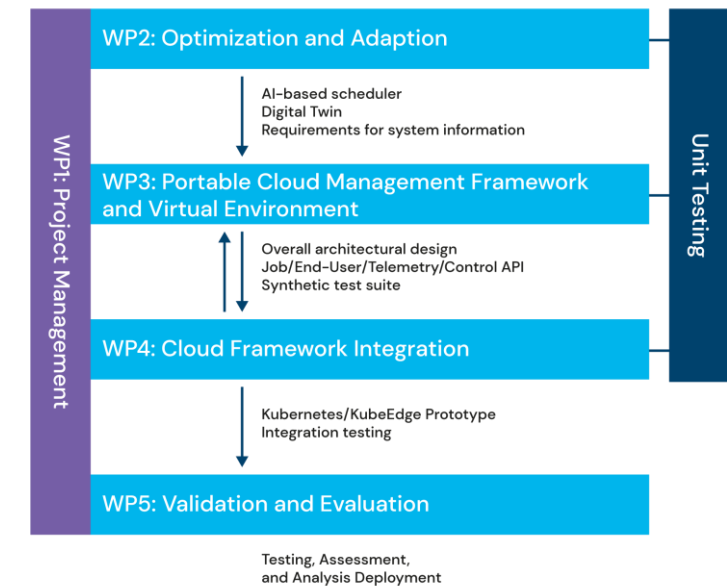 WP1: Project Management
WP2: Optimization and Adaption
AI-based scheduler
Digital Twin
Requirements for system information
WP3: Portable Cloud Management Framework
and Virtual Environment
Overall architectural design
Job/End-User/Telemetry/Control API
Synthetic test suite
WP4: Cloud Framework Integration
Kubernetes/KubeEdge Prototype
Integration testing
WP5: Validation and Evaluation
Testing, Assessment,
and Analysis Deployment
Unit Testing